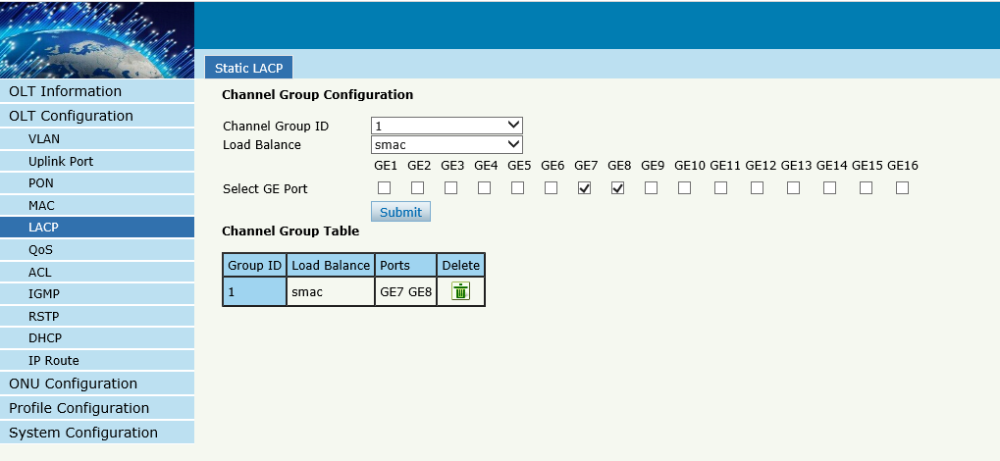 Static LACP
OLT Information
OLT Configuration
VLAN
Uplink Port
PON
MAC
LACP
QoS
ACL
IGMP
RSTP
DHCP
IP Route
ONU Configuration
Profile Configuration
System Configuration
Channel Group Configuration
Channel Group ID 1
Load Balance smac
GE1 GE2 GE3 GE4 GE5 GE6 GE7 GE8 GE9 GE10 GE11 GE12 GE13 GE14 GE15 GE16
Select GE Port
Submit
Channel Group Table
Group ID Load Balance Ports Delete
1 smac GE7 GE8